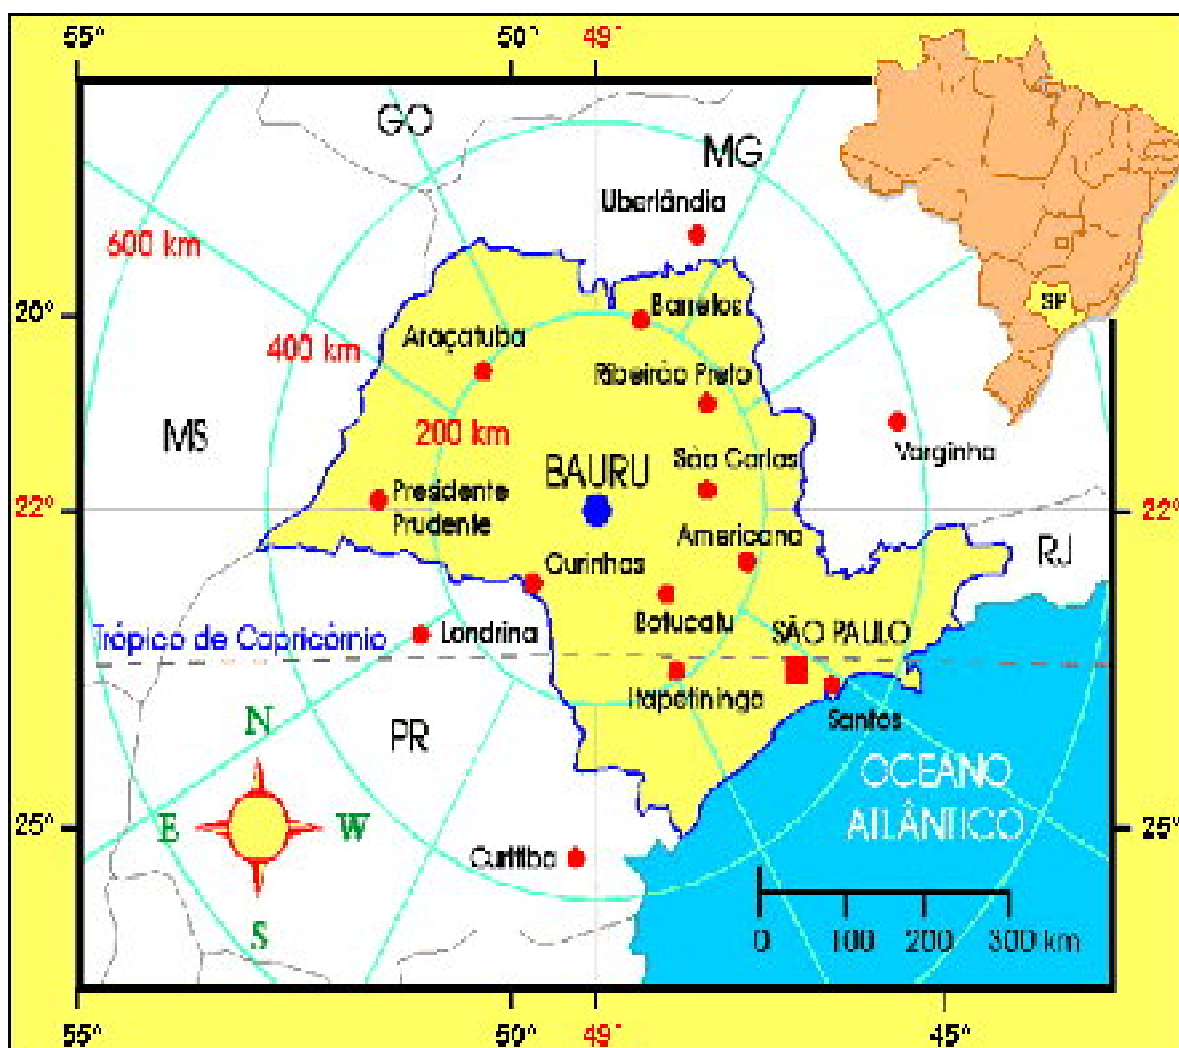 55° 50° 49°
GO
MG
Uberlândia
600 km
SP
20°
Barretos
Araçatuba
400 km
Ribeirão Preto
MS
200 km
Varginha
São Carlos
BAURU
Presidente
Prudente
22°
22°
Americana
RJ
Ourinhos
Botucatu
SÃO PAULO
Trópico de Capricórnio
Londrina
Itapetininga
Santos
N
PR
OCEANO
ATLÂNTICO
E W
25°
25°
Curitiba
S
0 100 200 300 km
55° 50° 49° 45°